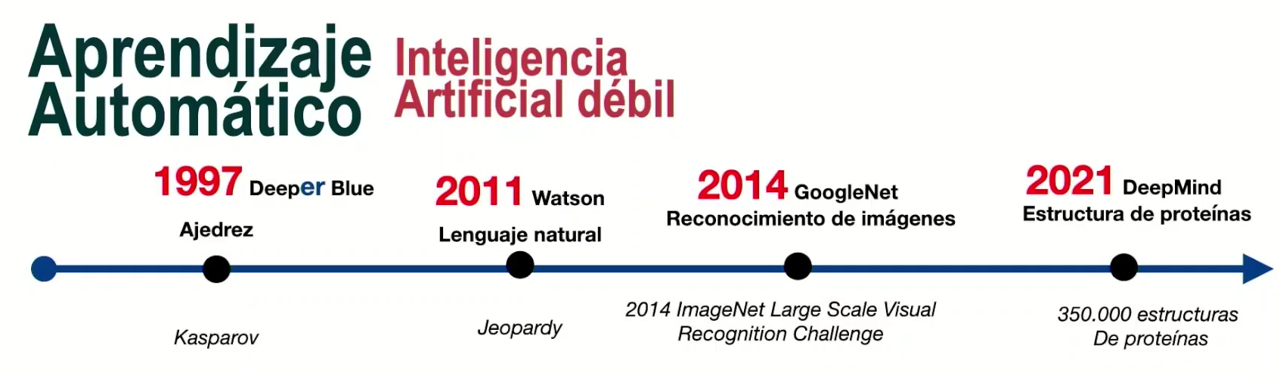 Aprendizaje
Automático
Inteligencia
Artificial débil
1997 Deeper Blue
Ajedrez
Kasparov
2011 Watson
Lenguaje natural
Jeopardy
2014 GoogleNet
Reconocimiento de imágenes
2014 ImageNet Large Scale Visual
Recognition Challenge
2021 DeepMind
Estructura de proteínas
350.000 estructuras
De proteínas